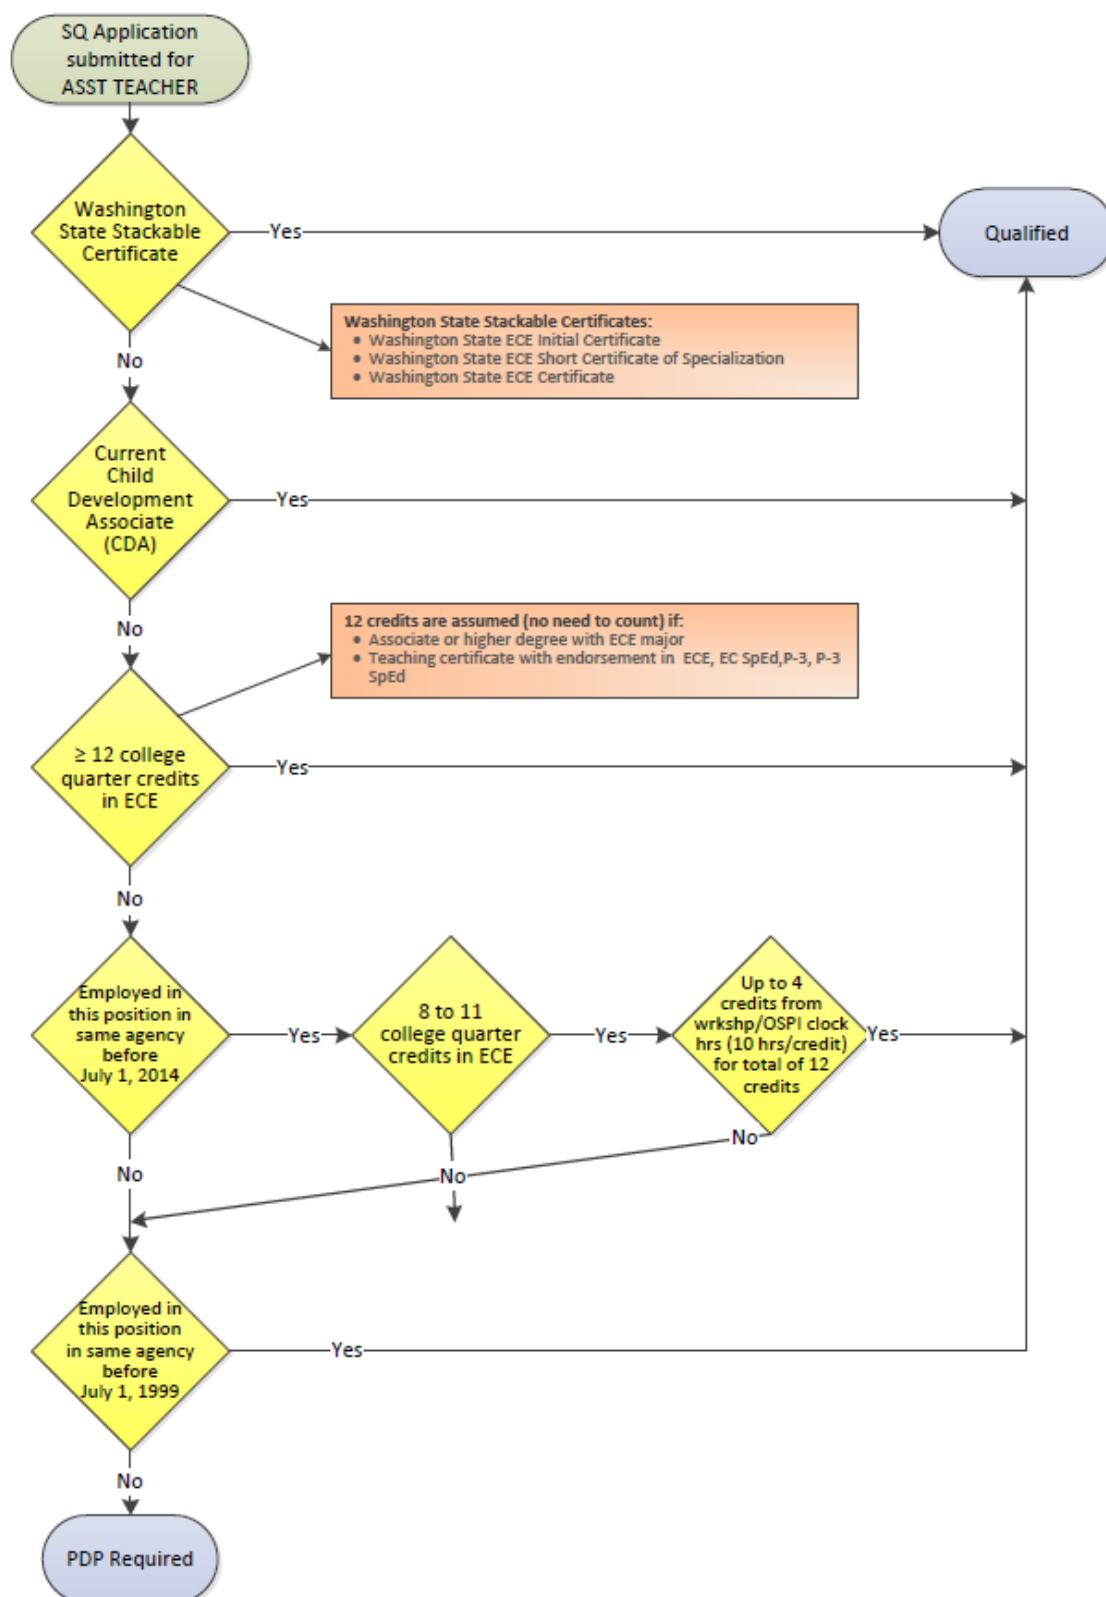 SQ Application
submitted for
ASST TEACHER
Washington
State Stackable
Certificate
Yes
Qualified
Washington State Stackable Certificates:
• Washington State ECE Initial Certificate
• Washington State ECE Short Certificate of Specialization
• Washington State ECE Certificate
No
Current
Child
Development
Associate
(CDA)
Yes
No
12 credits are assumed (no need to count) if:
• Associate or higher degree with ECE major
• Teaching certificate with endorsement in ECE, EC SpEd,P-3, P-3
SpEd
≥ 12 college
quarter credits
in ECE
Yes
No
Employed in
this position in
same agency
before
July 1, 2014
Yes
8 to 11
college quarter
credits in ECE
Yes
Up to 4
credits from
wrkshp/OSPI clock
hrs (10 hrs/credit)
for total of 12
credits
Yes
No
No
No
Employed in
this position
in same agency
before
July 1, 1999
Yes
No
PDP Required